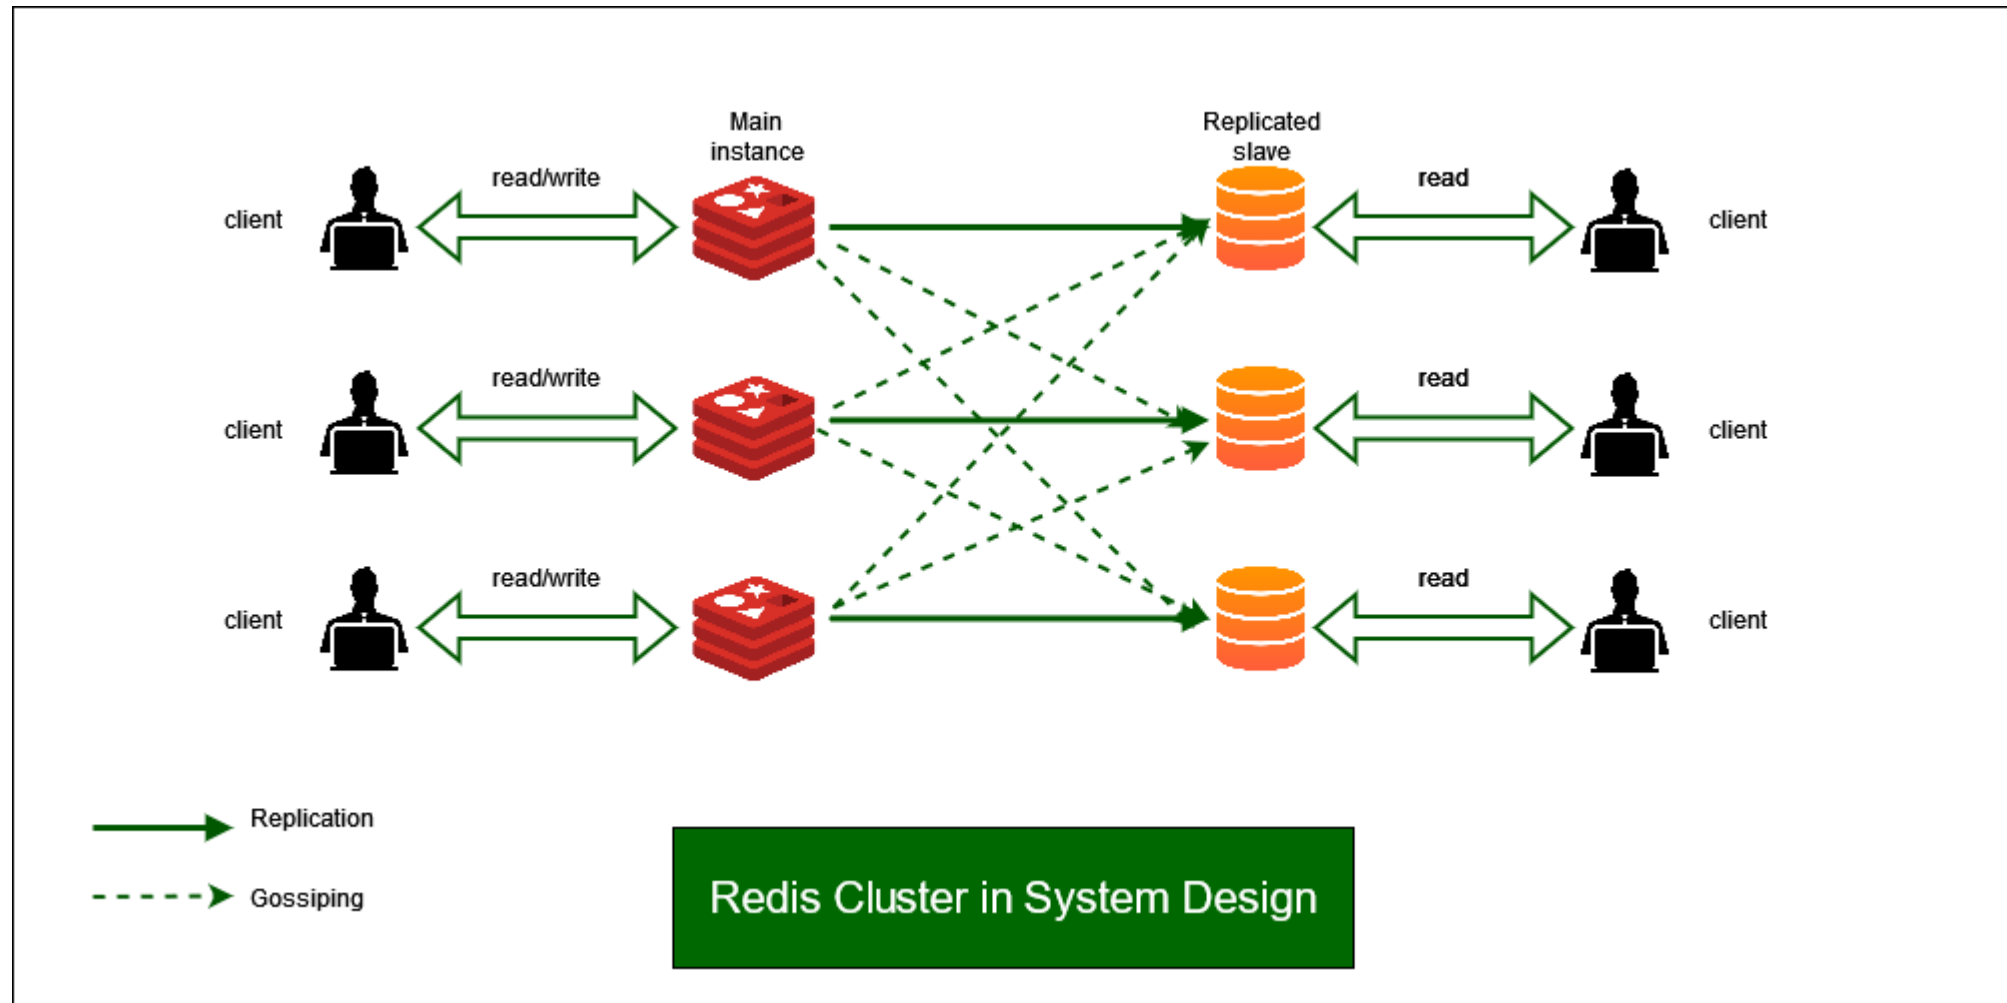 Main
instance
Replicated
slave
client
read/write
read
client
client
read/write
read
client
client
read/write
read
client
Replication
Gossiping
Redis Cluster in System Design